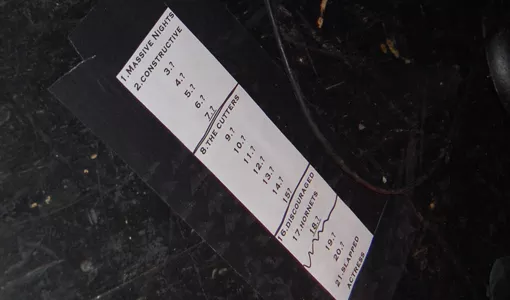 1. MASSIVE NIGHTS
2. CONSTRUCTIVE
3.?
4.?
5.?
6.?
7.?
8. THE CUTTERS
9.?
10.?
11.?
12.?
13.?
14.?
15?
16. DISCOURAGED
17. HORNETS
18.?
19.?
20.?
21. SLAPPED
ACTRESS